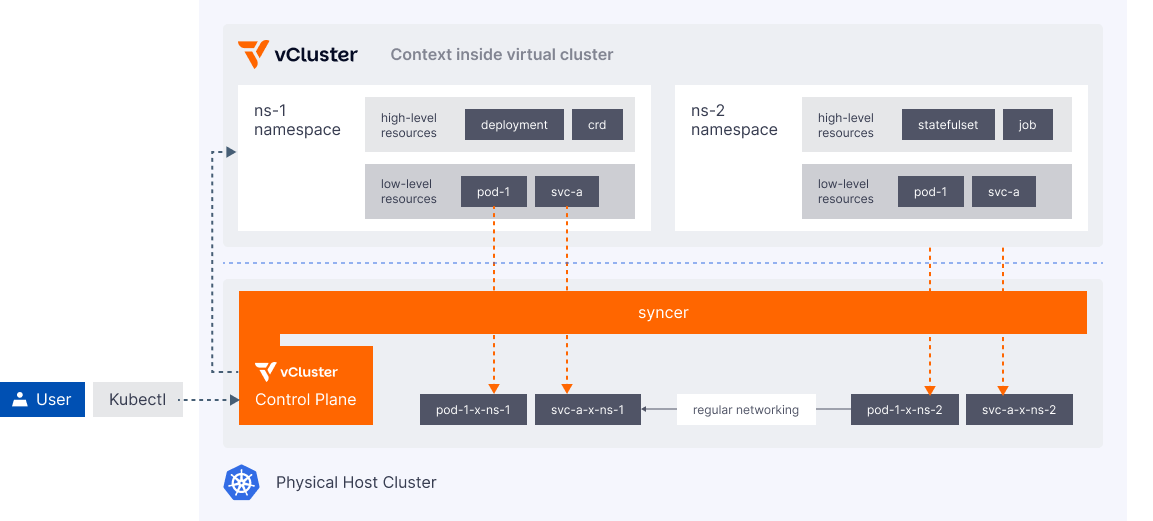 vCluster
Context inside virtual cluster
ns-1
namespace
high-level
resources
deployment
crd
low-level
resources
pod-1
svc-a
ns-2
namespace
high-level
resources
statefulset
job
low-level
resources
pod-1
svc-a
syncer
vCluster
Control Plane
User
Kubectl
pod-1-x-ns-1
svc-a-x-ns-1
regular networking
pod-1-x-ns-2
svc-a-x-ns-2
Physical Host Cluster